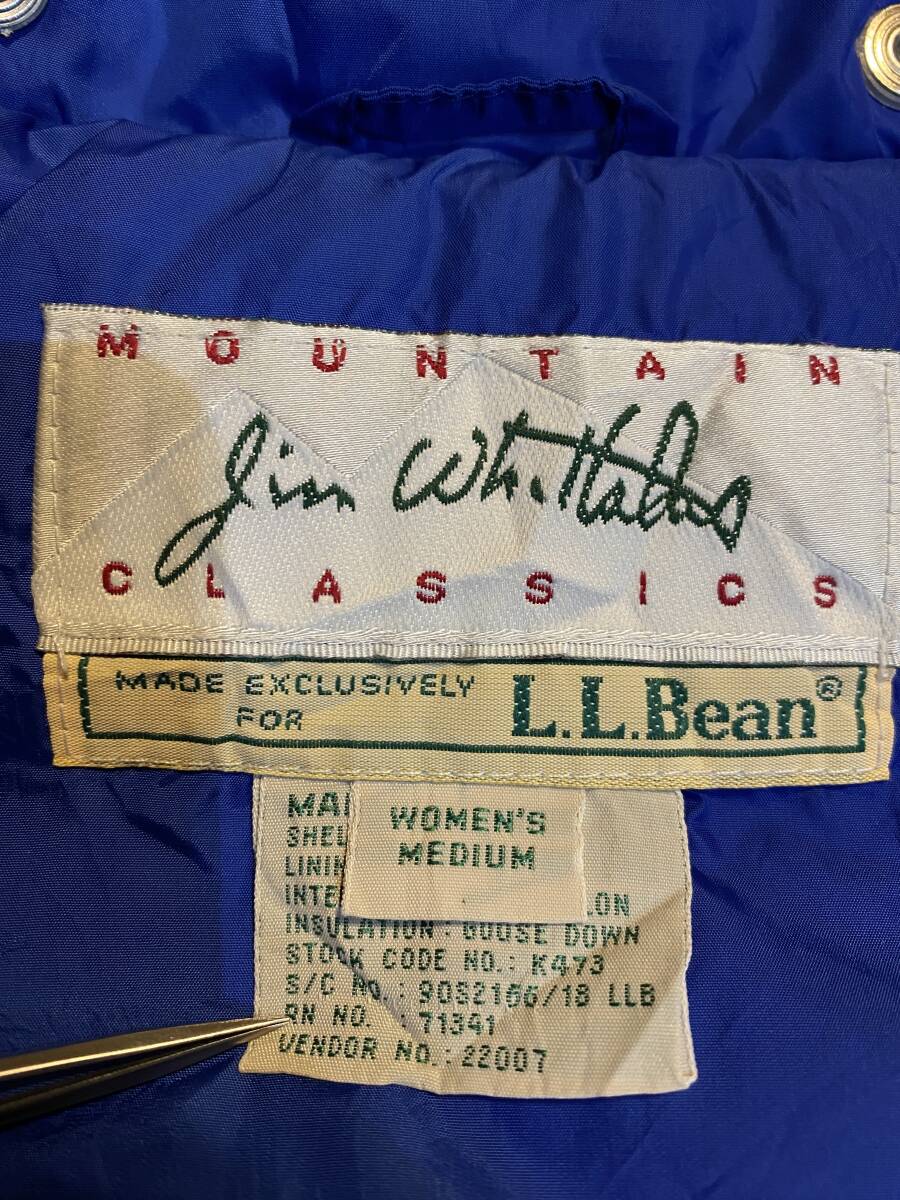 MOUNTAIN
Jim Whittaker
CLASSICS
MADE EXCLUSIVELY
FOR
L.L.Bean®
WOMEN'S
MEDIUM
INSULATION: GOOSE DOWN
STOCK CODE NO.: K473
S/C NO.: 90S2166/18 LLB
RN NO. : 71341
VENDOR NO.: 22007